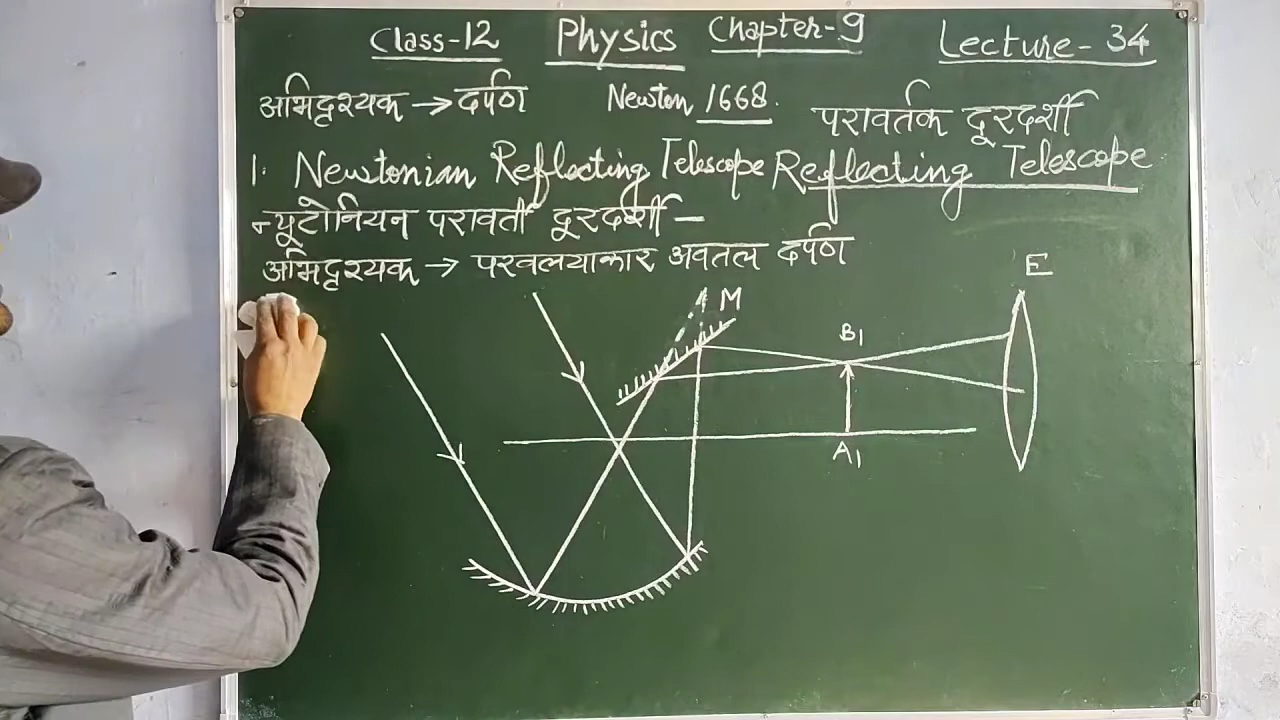 Class-12 Physics Chapter-9 Lecture-34
अभिदृश्यक → दर्पण Newton 1668. परावर्तक दूरदर्शी
1. Newtonian Reflecting Telescope Reflecting Telescope
न्यूटोनियन परावर्ती दूरदर्शी —
अभिदृश्यक → परवलयाकार अवतल दर्पण
E
M
B1
A1